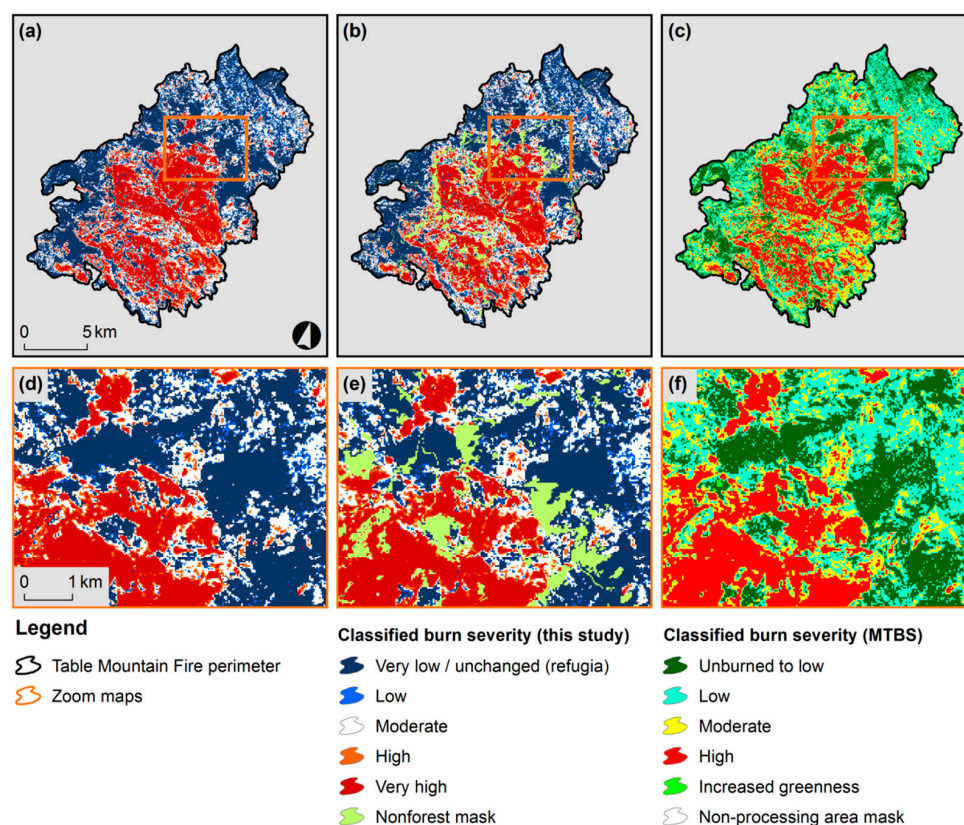 (a)
(b)
(c)
0 5 km
(d)
(e)
(f)
0 1 km
Legend
Table Mountain Fire perimeter
Zoom maps
Classified burn severity (this study)
Very low / unchanged (refugia)
Low
Moderate
High
Very high
Nonforest mask
Classified burn severity (MTBS)
Unburned to low
Low
Moderate
High
Increased greenness
Non-processing area mask